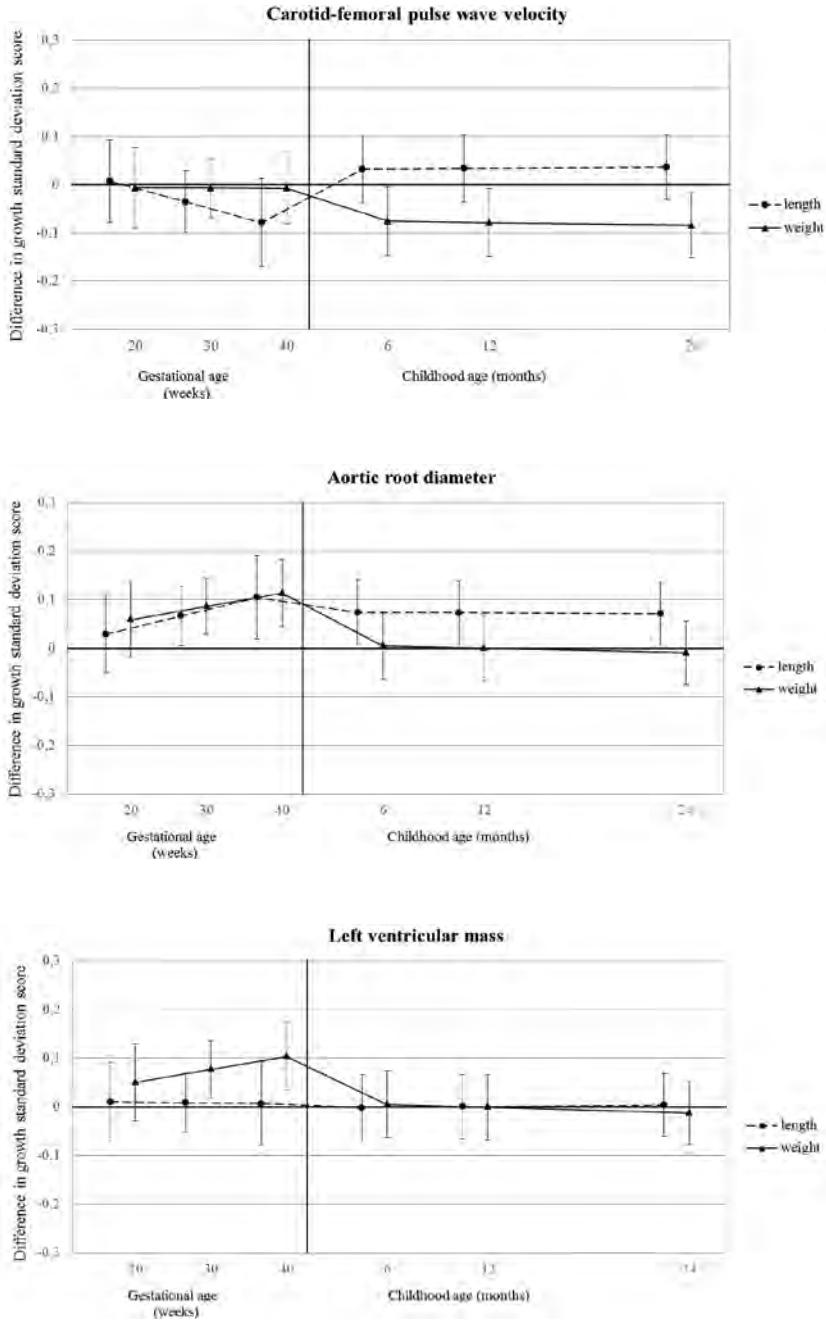 Carotid-femoral pulse wave velocity
Difference in growth standard deviation score
0,3
0,2
0,1
0
-0,1
-0,2
-0,3
20
30
40
6
12
Gestational age
(weeks)
Childhood age (months)
length
weight
Aortic root diameter
Difference in growth standard deviation score
0,3
0,2
0,1
0
-0,1
-0,2
-0,3
20
30
40
6
12
24
Gestational age
(weeks)
Childhood age (months)
length
weight
Left ventricular mass
Difference in growth standard deviation score
0,3
0,2
0,1
0
-0,1
-0,2
-0,3
20
30
40
6
12
Gestational age
(weeks)
Childhood age (months)
length
weight